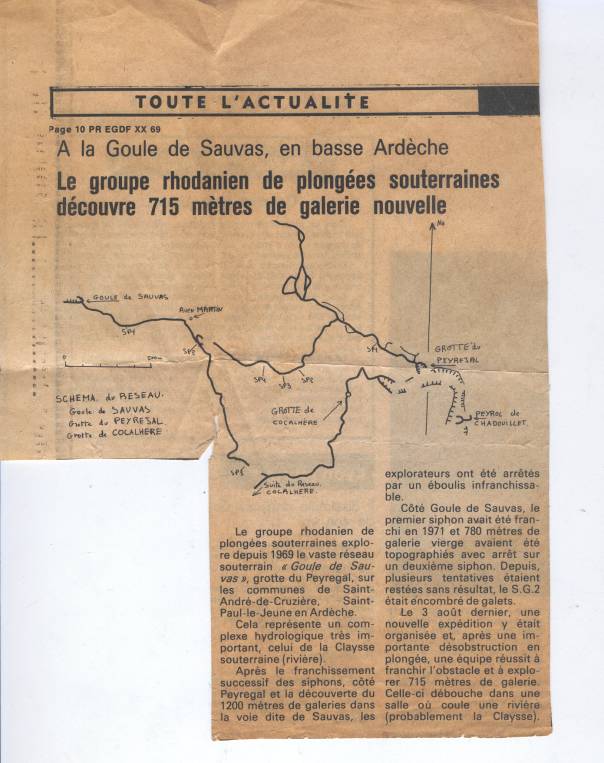 TOUTE L'ACTUALITE
Page 10 PR EGDF XX 69
A la Goule de Sauvas, en basse Ardèche
Le groupe rhodanien de plongées souterraines
découvre 715 mètres de galerie nouvelle
GOULE de SAUVAS
Aven MARTIN
SP1
SP2
SP4
SP3
SP2
SP1
SP5
500m
GROTTE du
PEYRESAL
PEYROL de
CHADOUILLET.
GROTTE de
COCALHERE
Suite du Reseau.
COCALHERE.
SCHEMA du RESEAU.
Goule de SAUVAS
Grotte du PEYRESAL
Grotte de COCALHERE
Le groupe rhodanien de
plongées souterraines explo-
re depuis 1969 le vaste réseau
souterrain « Goule de Sau-
vas », grotte du Peyregal, sur
les communes de Saint-
André-de-Cruzière, Saint-
Paul-le-Jeune en Ardèche.
Cela représente un com-
plexe hydrologique très im-
portant, celui de la Claysse
souterraine (rivière).
Après le franchissement
successif des siphons, côté
Peyregal et la découverte du
1200 mètres de galeries dans
la voie dite de Sauvas, les
explorateurs ont été arrêtés
par un éboulis infranchissa-
ble.
Côté Goule de Sauvas, le
premier siphon avait été fran-
chi en 1971 et 780 mètres de
galerie vierge avaient été
topographiés avec arrêt sur
un deuxième siphon. Depuis,
plusieurs tentatives étaient
restées sans résultat, le S.G.2
était encombré de galets.
Le 3 août dernier, une
nouvelle expédition y était
organisée et, après une im-
portante désobstruction en
plongée, une équipe réussit à
franchir l'obstacle et à explo-
rer 715 mètres de galerie.
Celle-ci débouche dans une
salle où coule une rivière
(probablement la Claysse).